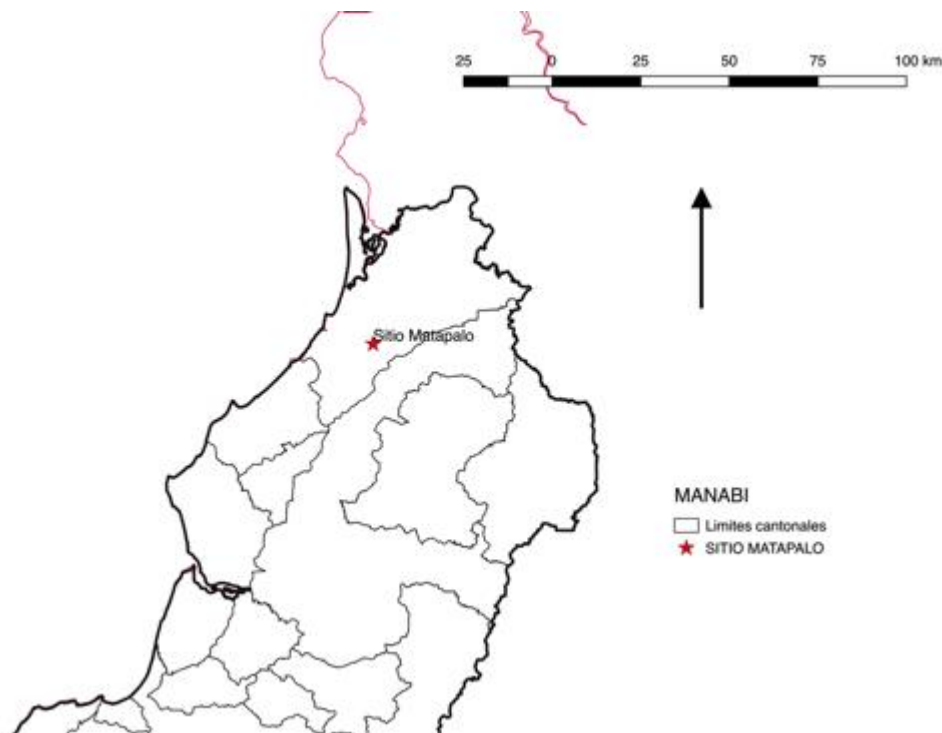 25 0 25 50 75 100 km
Sitio Matapalo
MANABI
Limites cantonales
SITIO MATAPALO